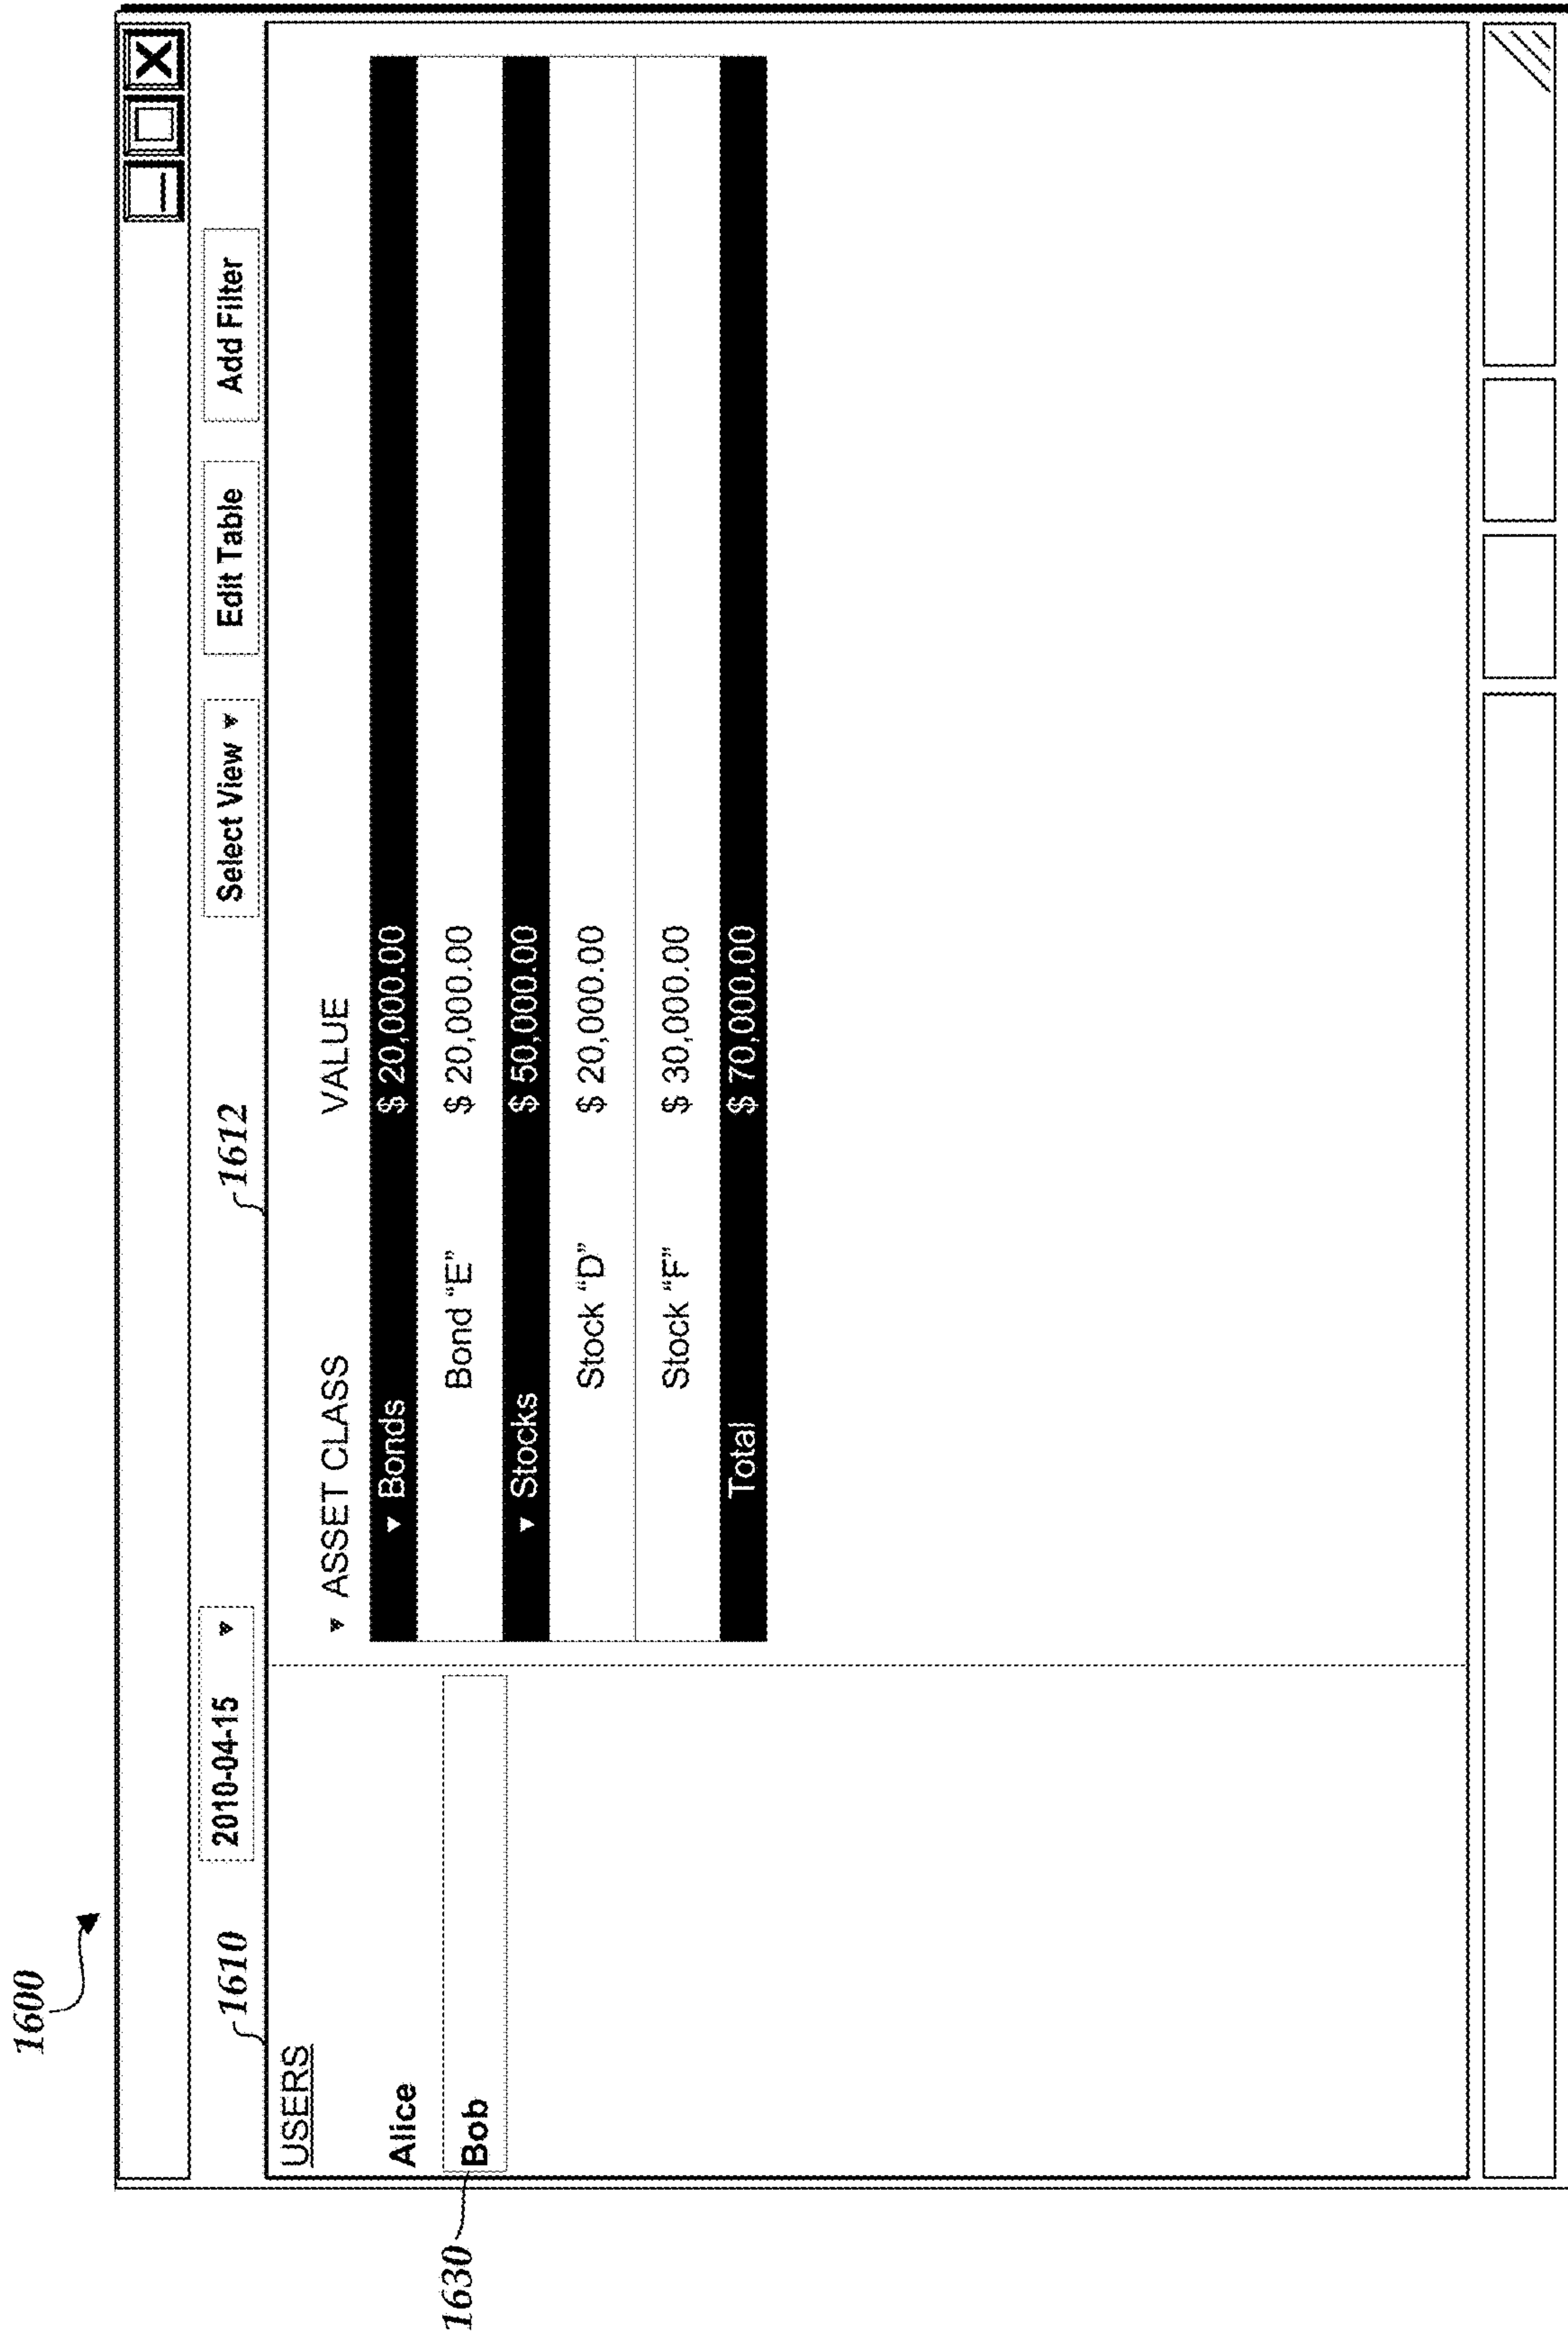 1600
1610
2010-04-15 ▼
1612
Select View ▼
Edit Table
Add Filter
USERS
Alice
Bob
1630
▼ ASSET CLASS VALUE
▼ Bonds $ 20,000.00
Bond “E” $ 20,000.00
▼ Stocks $ 50,000.00
Stock “D” $ 20,000.00
Stock “F” $ 30,000.00
Total $ 70,000.00